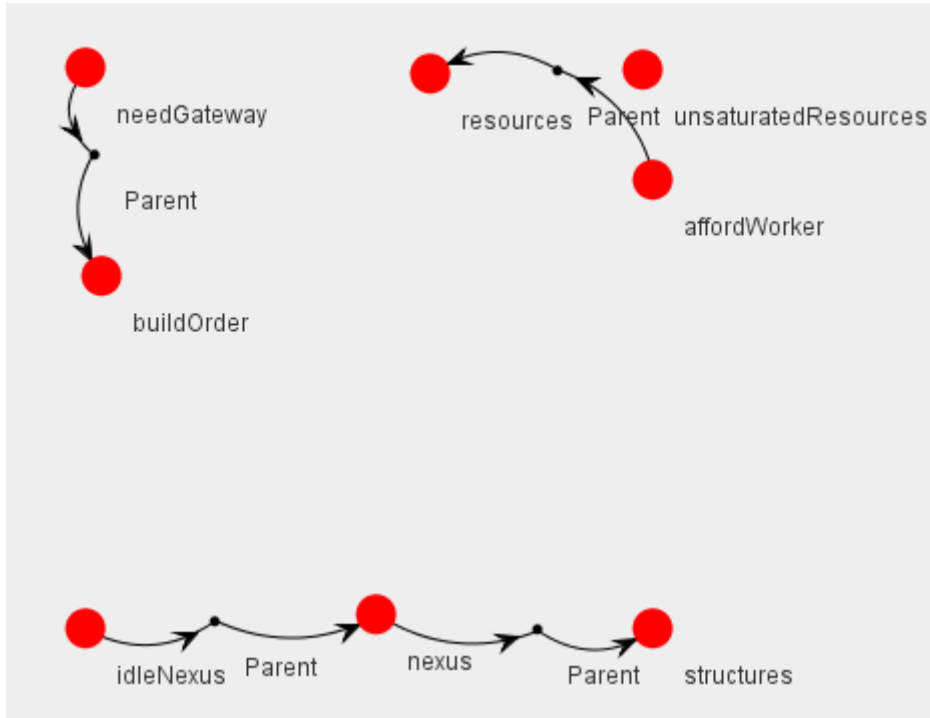 needGateway
resources Parent unsaturatedResources
Parent
affordWorker
buildOrder
idleNexus Parent nexus Parent structures